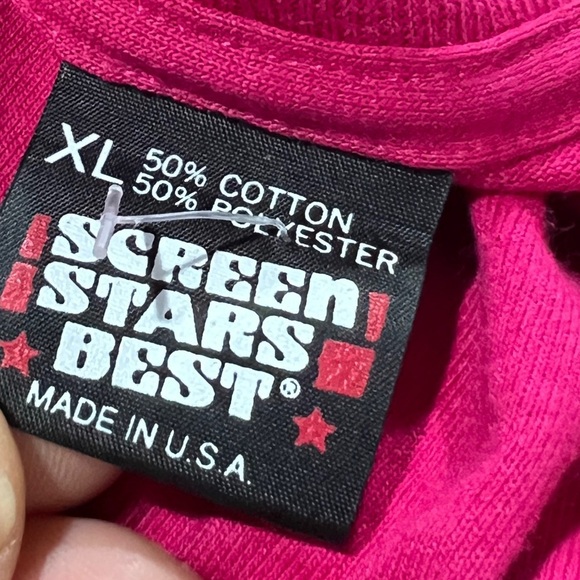 XL
50% COTTON
50% POLYESTER
SCREEN
STARS
BEST®
MADE IN U.S.A.